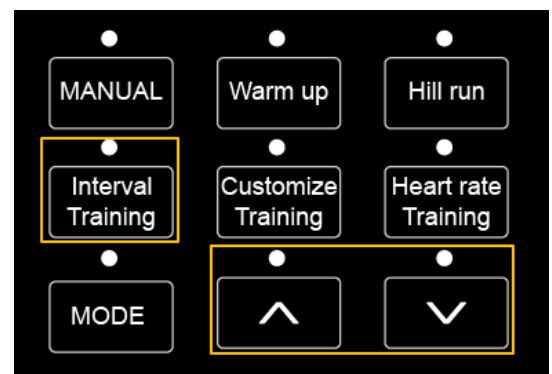 MANUAL
Warm up
Hill run
Interval
Training
Customize
Training
Heart rate
Training
MODE